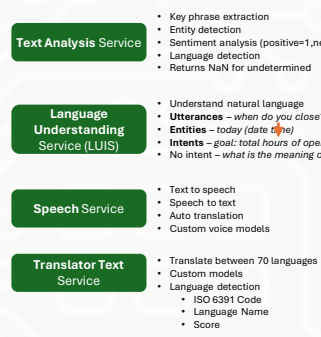 Text Analysis Service
• Key phrase extraction
• Entity detection
• Sentiment analysis (positive=1,ne
• Language detection
• Returns NaN for undetermined
Language
Understanding
Service (LUIS)
• Understand natural language
• Utterances – when do you close
• Entities – today (date time)
• Intents – goal: total hours of ope
• No intent – what is the meaning o
Speech Service
• Text to speech
• Speech to text
• Auto translation
• Custom voice models
Translator Text
Service
• Translate between 70 languages
• Custom models
• Language detection
• ISO 6391 Code
• Language Name
• Score